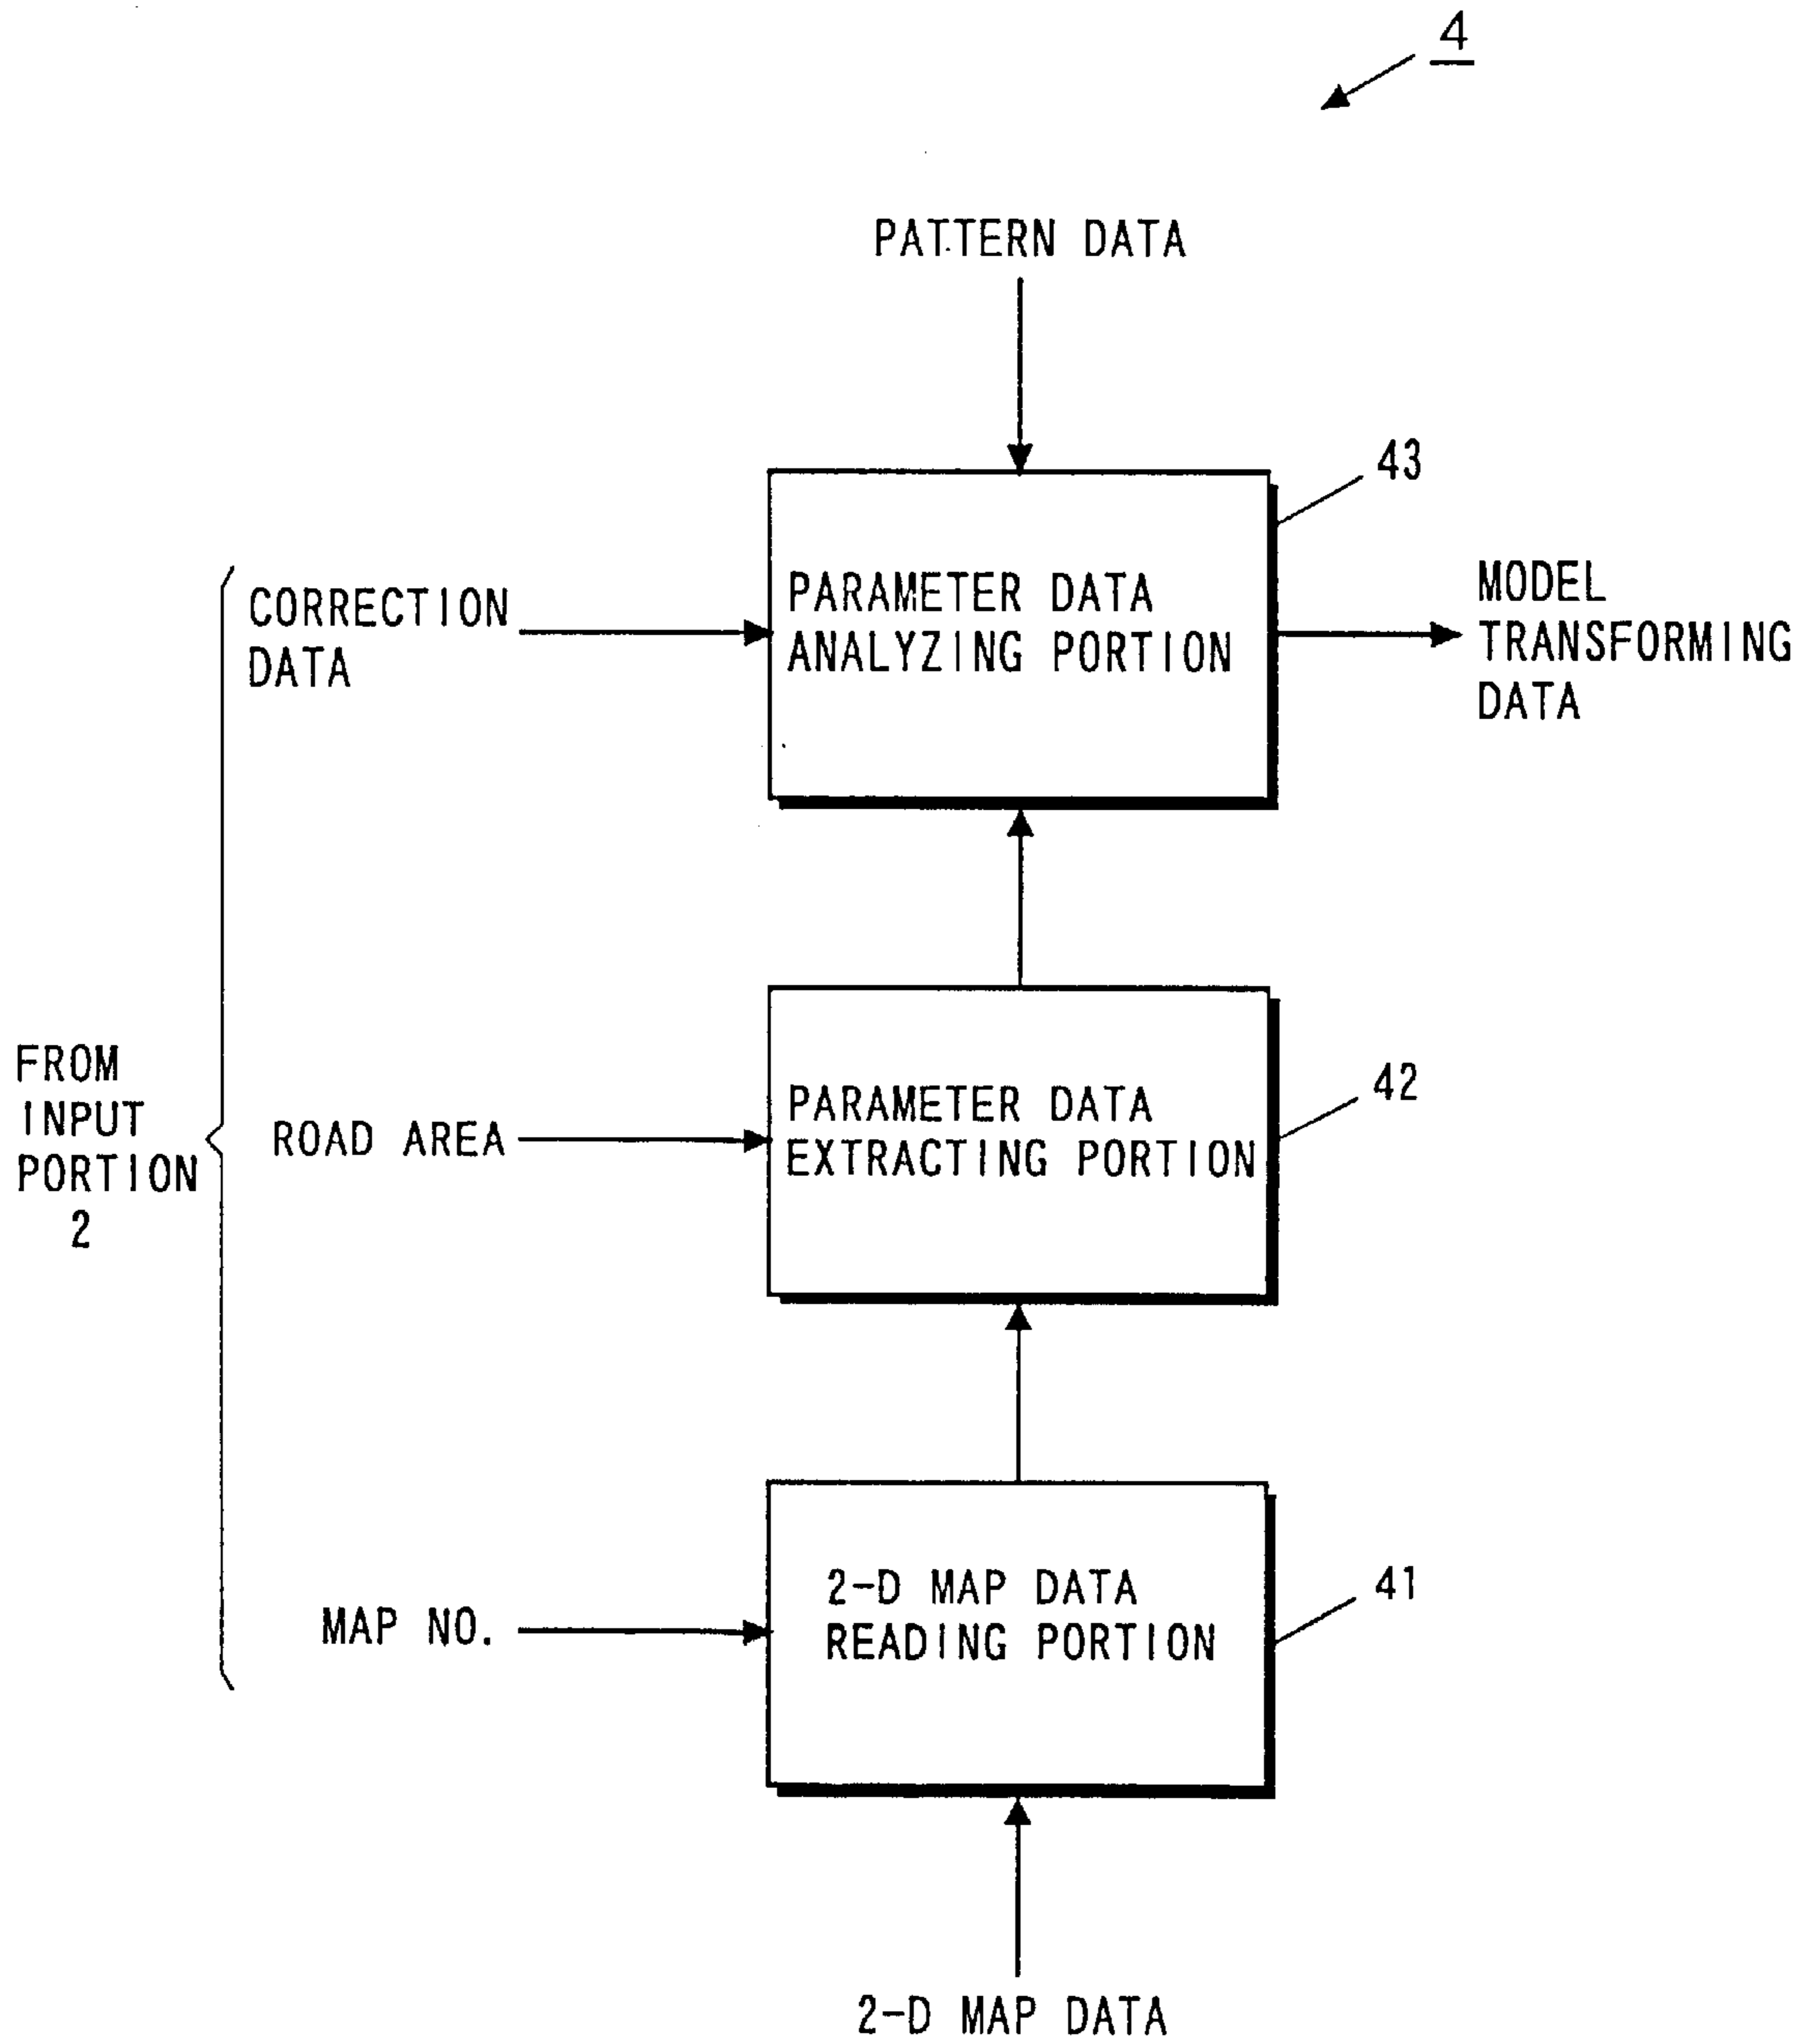 4
PATTERN DATA
43
CORRECTION
DATA
PARAMETER DATA
ANALYZING PORTION
MODEL
TRANSFORMING
DATA
FROM
INPUT
PORTION
2
ROAD AREA
PARAMETER DATA
EXTRACTING PORTION
42
MAP NO.
2-D MAP DATA
READING PORTION
41
2-D MAP DATA